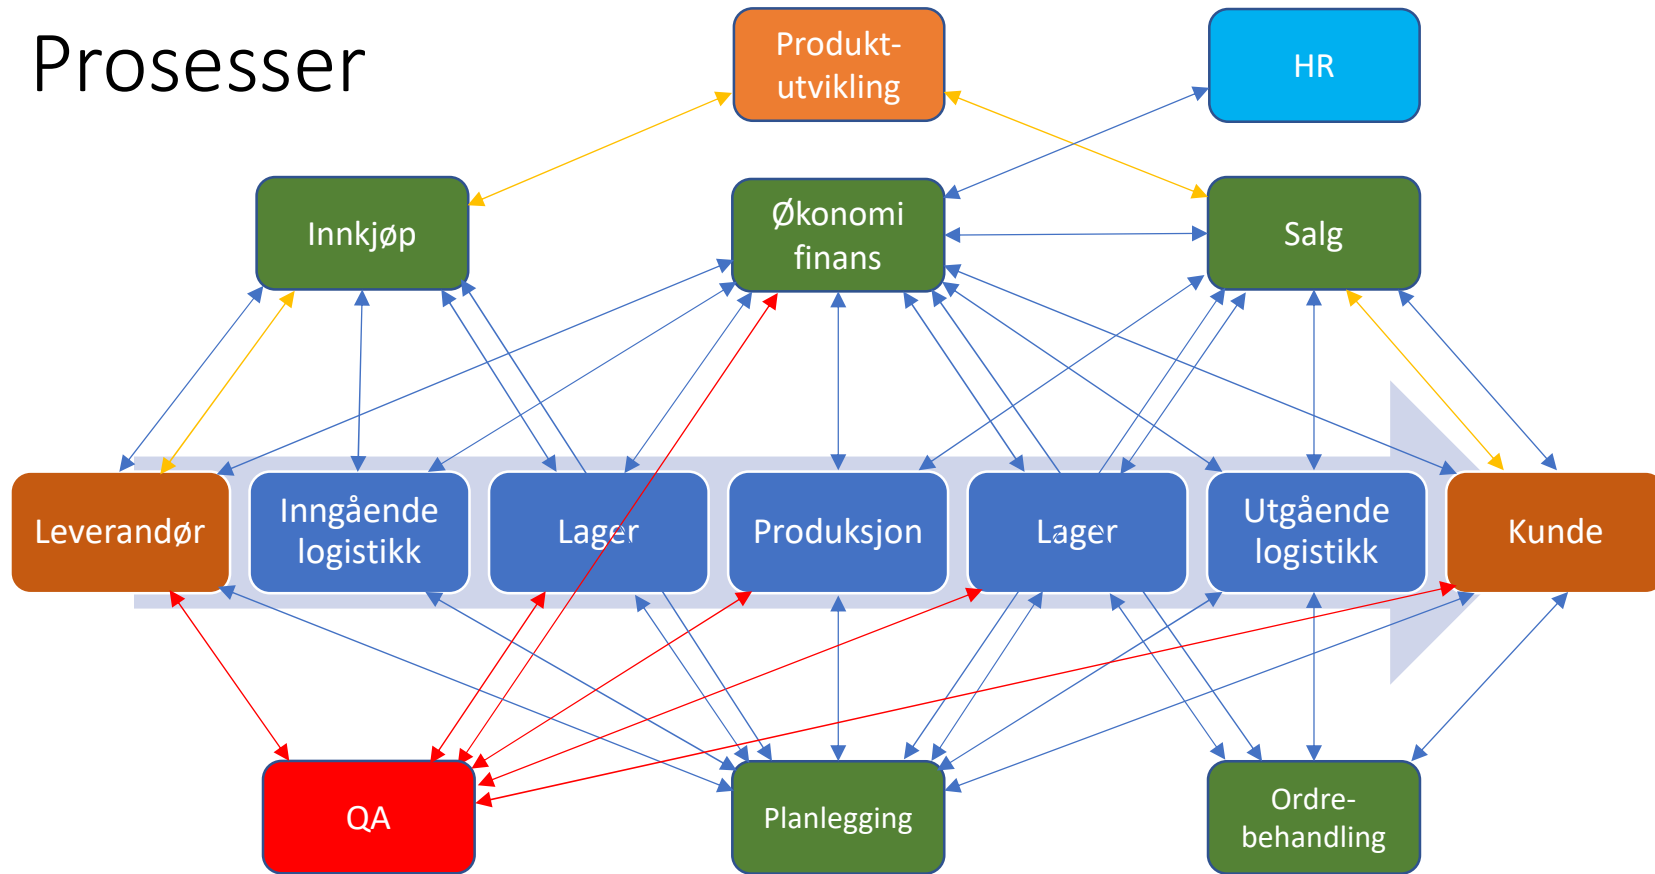 Prosesser
Produkt-
utvikling
HR
Innkjøp
Økonomi
finans
Salg
Leverandør
Inngående
logistikk
Lager
Produksjon
Lager
Utgående
logistikk
Kunde
QA
Planlegging
Ordre-
behandling